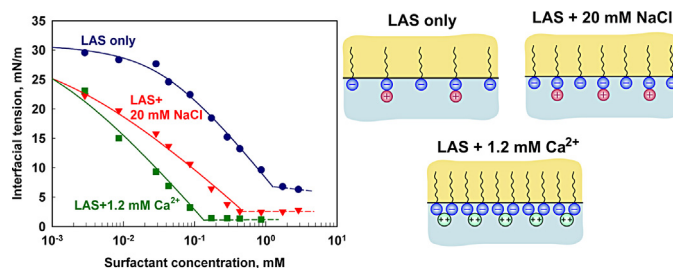 Interfacial tension, mN/m
35
30
25
20
15
10
5
0
LAS only
LAS+
20 mM NaCl
LAS+1.2 mM Ca²⁺
10⁻³
10⁻²
10⁻¹
10⁰
10¹
Surfactant concentration, mM
LAS only
− − − − −
+ +
LAS + 20 mM NaCl
− − − − − − −
+ + +
LAS + 1.2 mM Ca²⁺
− − − − − − − − − −
++ ++ ++ ++ ++